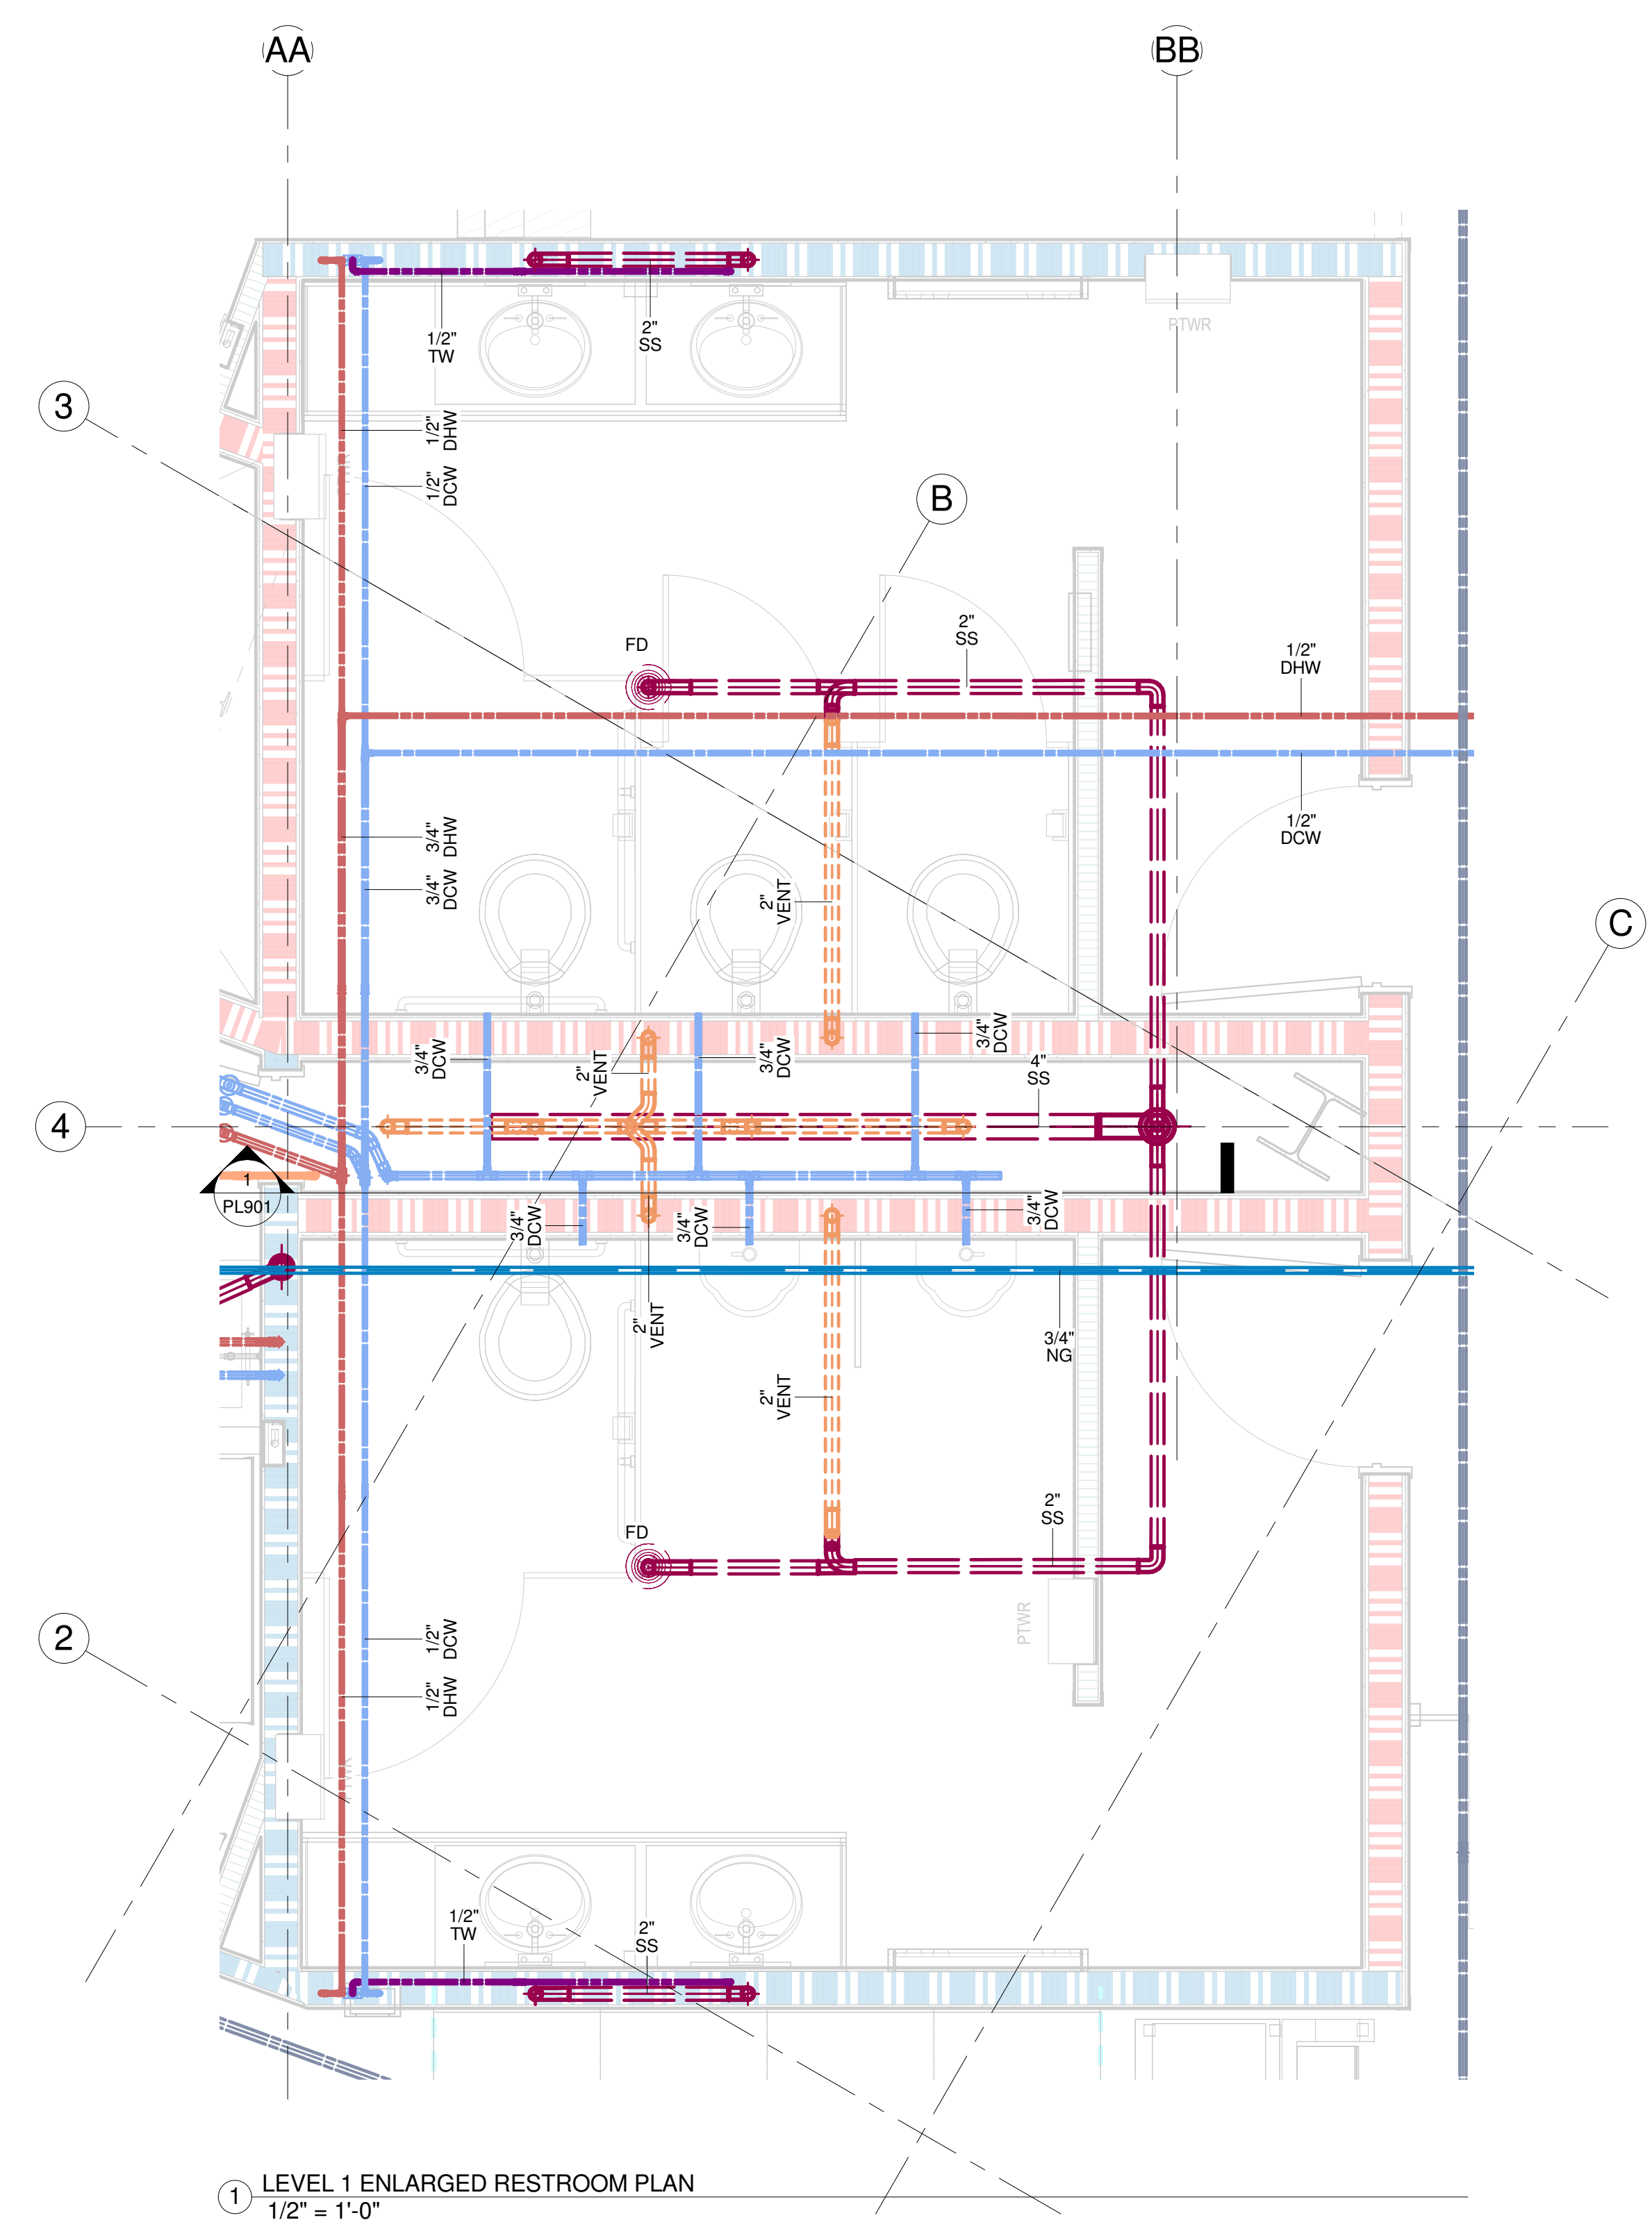 AA
BB
PTWR
1/2"
TW
2"
SS
3
1/2"
DHW
1/2"
DCW
B
2"
SS
FD
1/2"
DHW
3/4"
DHW
1/2"
DCW
3/4"
DCW
2"
VENT
C
3/4"
DCW
3/4"
DCW
3/4"
DCW
2"
VENT
4"
SS
4
1
PL901
3/4"
DCW
3/4"
DCW
3/4"
DCW
2"
VENT
3/4"
NG
2"
VENT
2"
SS
FD
PTWR
2
1/2"
DCW
1/2"
DHW
1/2"
TW
2"
SS
1
LEVEL 1 ENLARGED RESTROOM PLAN
1/2" = 1'-0"